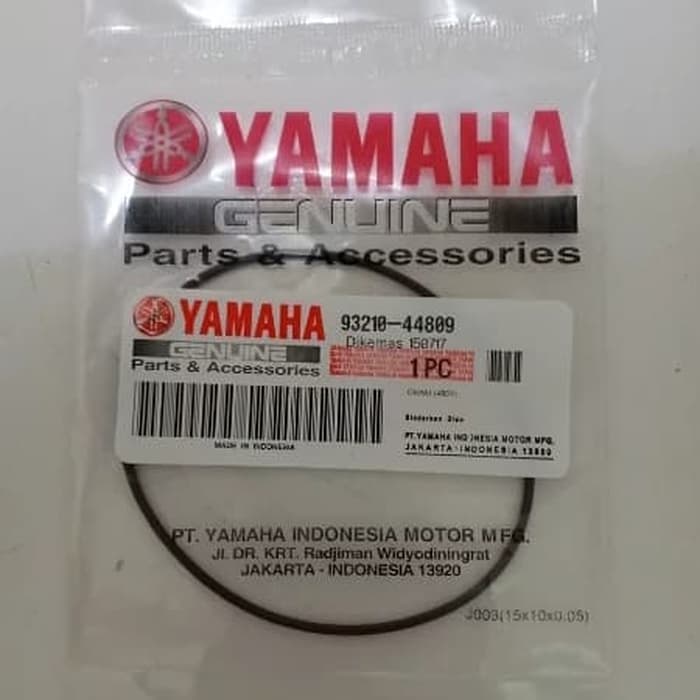 YAMAHA
GENUINE
Parts & Accessories
YAMAHA
GENUINE
Parts & Accessories
93210-44809
Dikemas 150717
1 PC
MADE IN INDONESIA
PT.YAMAHA INDONESIA MOTOR MFG.
JAKARTA-INDONESIA
PT. YAMAHA INDONESIA MOTOR MFG.
Jl. DR. KRT. Radjiman Widyodiningrat
JAKARTA - INDONESIA 13920
J003(15x10x0.05)